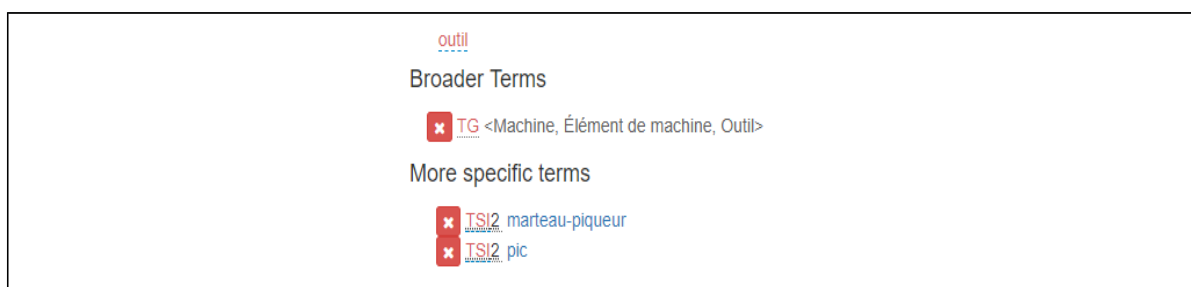 outil
Broader Terms
TG <Machine, Élément de machine, Outil>
More specific terms
TSI2 marteau-piqueur
TSI2 pic